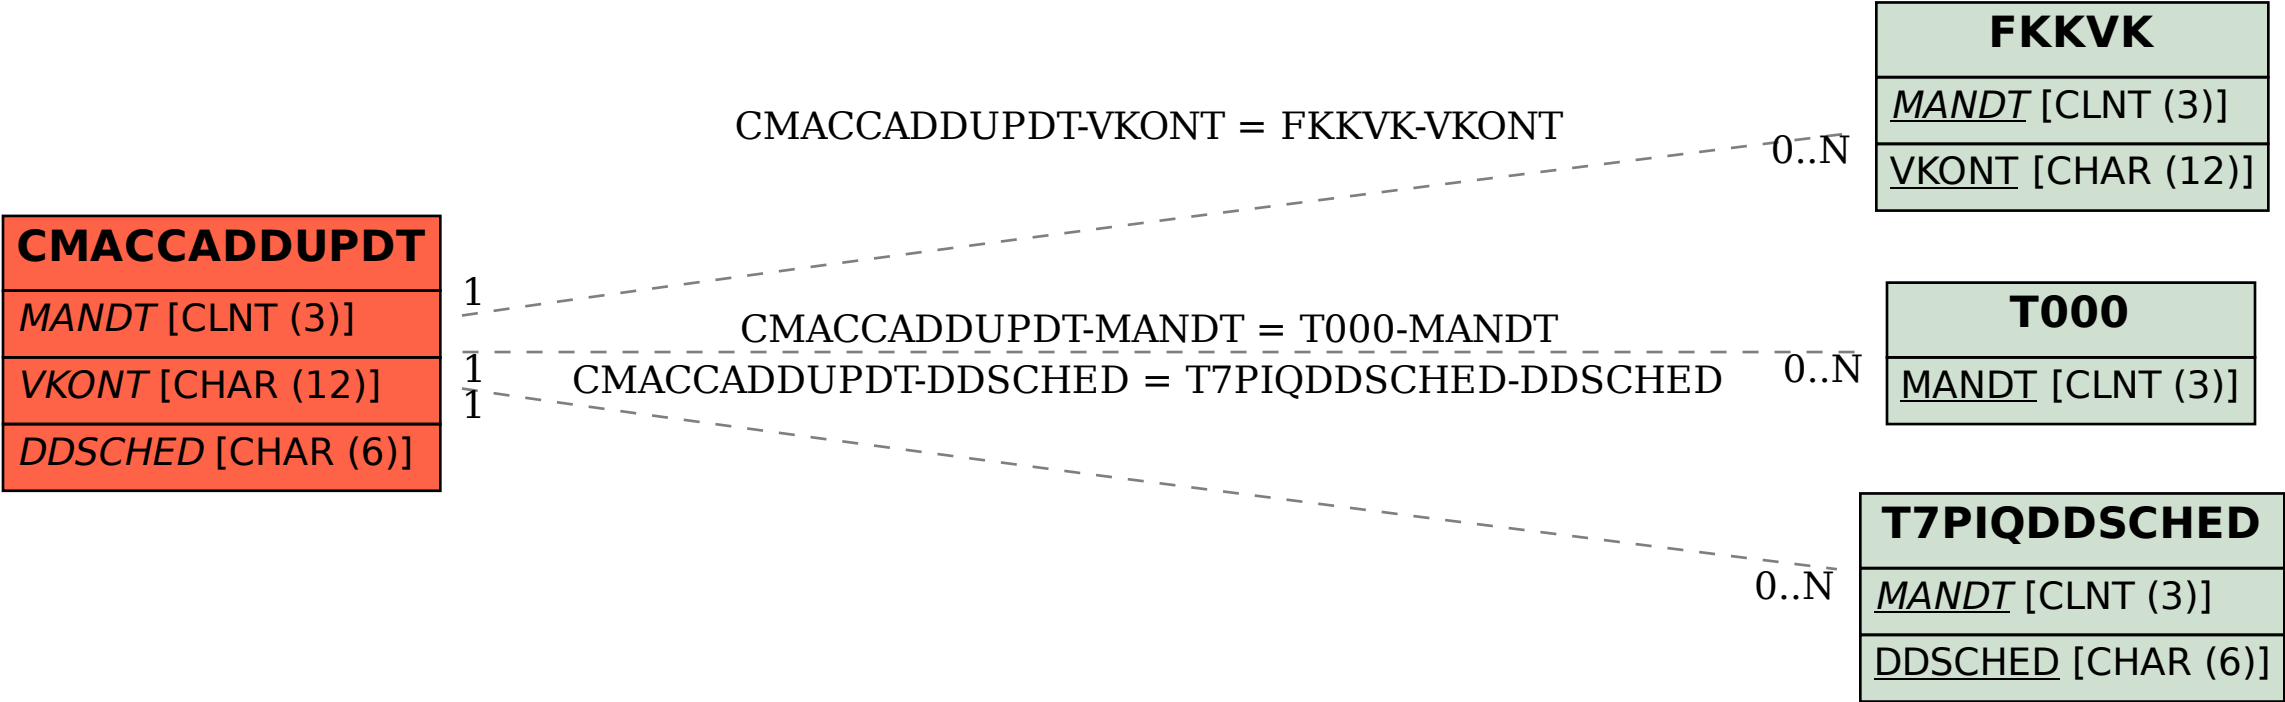 FKKVK
MANDT [CLNT (3)]
VKONT [CHAR (12)]
CMACCADDUPDT-VKONT = FKKVK-VKONT
0..N
CMACCADDUPDT
MANDT [CLNT (3)]
VKONT [CHAR (12)]
DDSCHED [CHAR (6)]
1
CMACCADDUPDT-MANDT = T000-MANDT
1
0..N
CMACCADDUPDT-DDSCHED = T7PIQDDSCHED-DDSCHED
1
0..N
T000
MANDT [CLNT (3)]
T7PIQDDSCHED
MANDT [CLNT (3)]
DDSCHED [CHAR (6)]